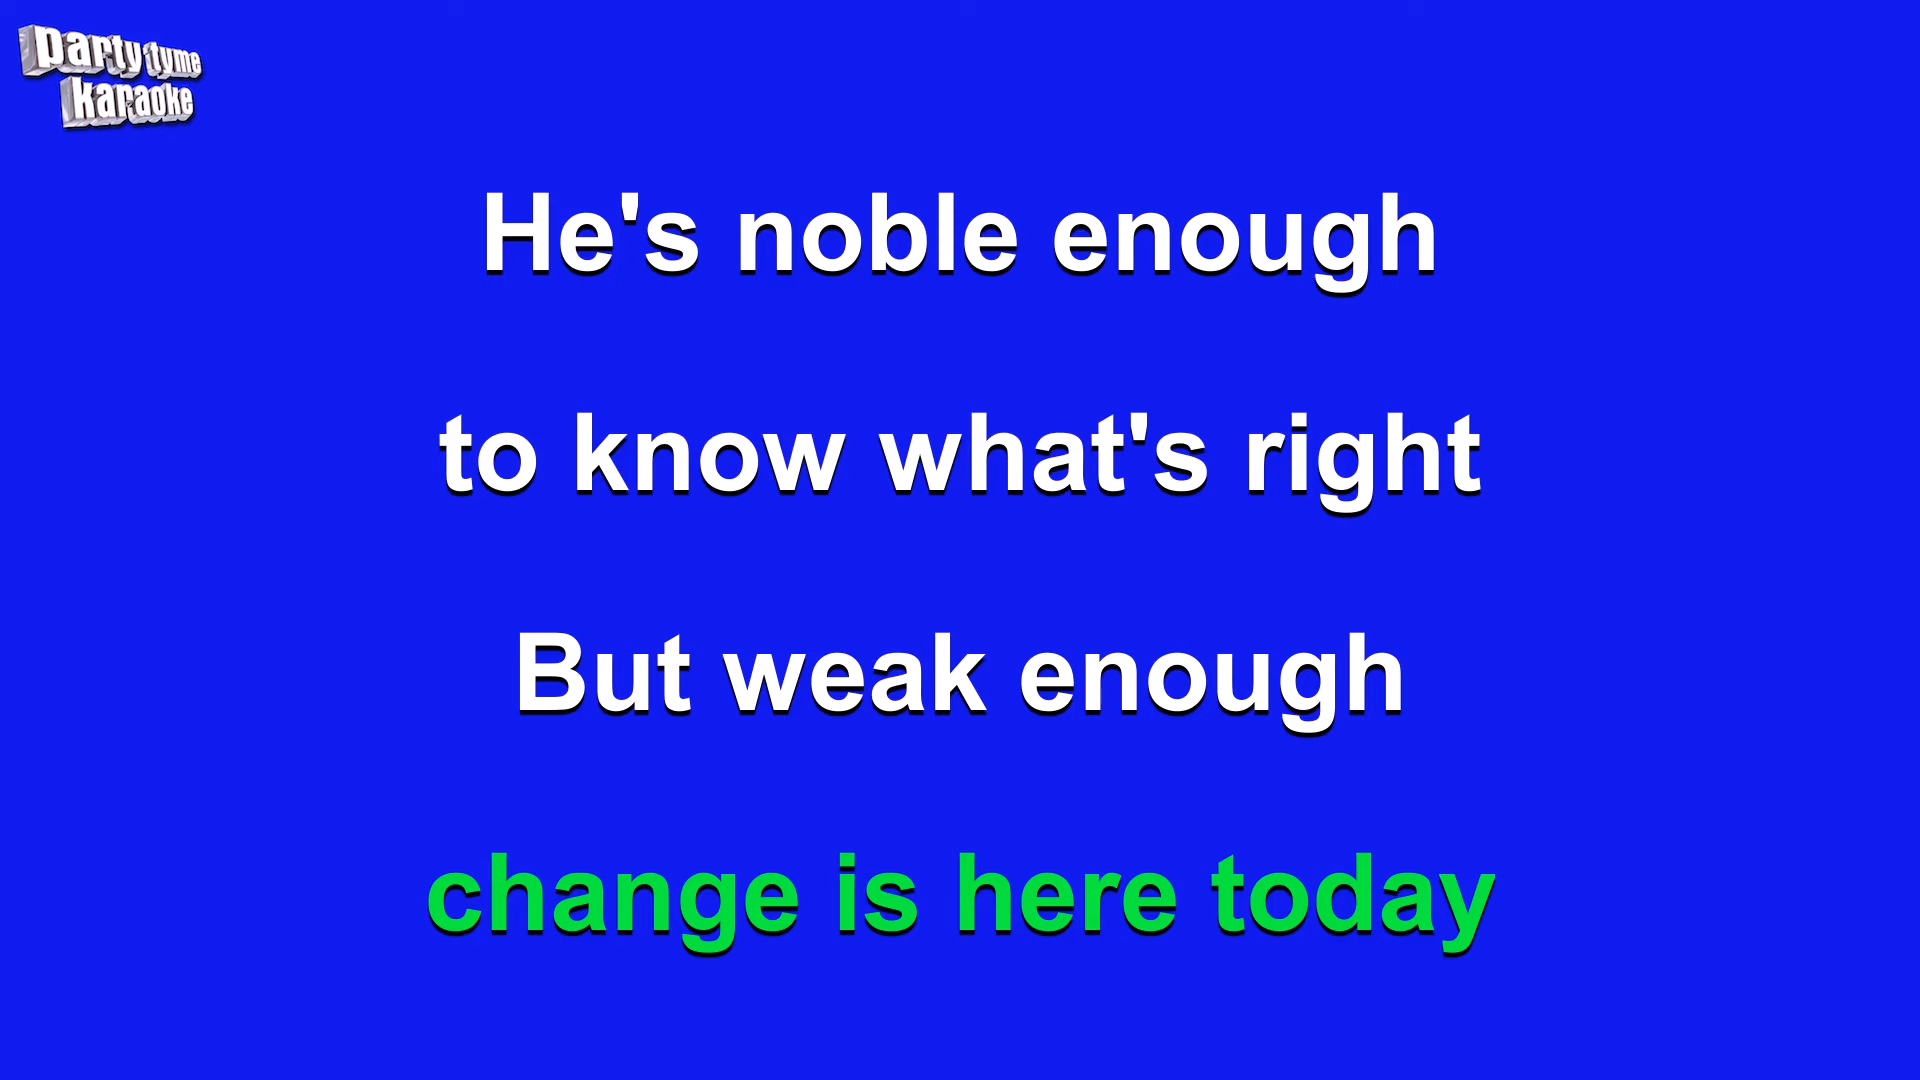 party tyme
karaoke
He's noble enough
to know what's right
But weak enough
change is here today